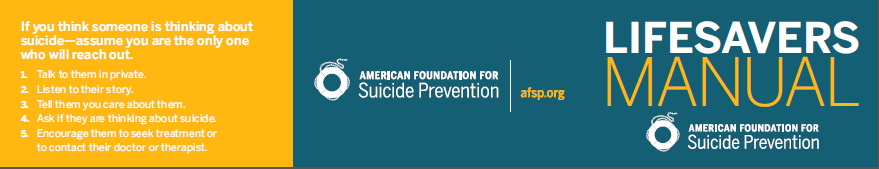 If you think someone is thinking about
suicide—assume you are the only one
who will reach out.
1. Talk to them in private.
2. Listen to their story.
3. Tell them you care about them.
4. Ask if they are thinking about suicide.
5. Encourage them to seek treatment or
to contact their doctor or therapist.
AMERICAN FOUNDATION FOR
Suicide Prevention
afsp.org
LIFESAVERS
MANUAL
AMERICAN FOUNDATION FOR
Suicide Prevention